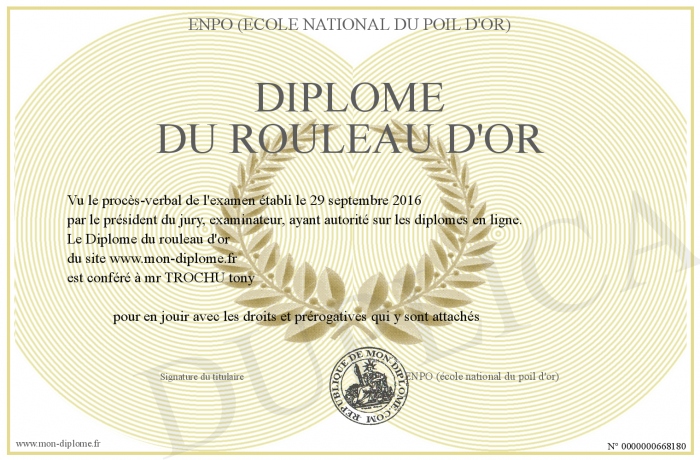 ENPO (ECOLE NATIONAL DU POIL D'OR)
DIPLOME
DU ROULEAU D'OR
Vu le procès-verbal de l'examen établi le 29 septembre 2016
par le président du jury, examinateur, ayant autorité sur les diplomes en ligne.
Le Diplome du rouleau d'or
du site www.mon-diplome.fr
est conféré à mr TROCHU tony
pour en jouir avec les droits et prérogatives qui y sont attachés
Signature du titulaire
REPUBLIQUE DE MON-DIPLOME.COM
ENPO (école national du poil d'or)
www.mon-diplome.fr
N° 0000000668180